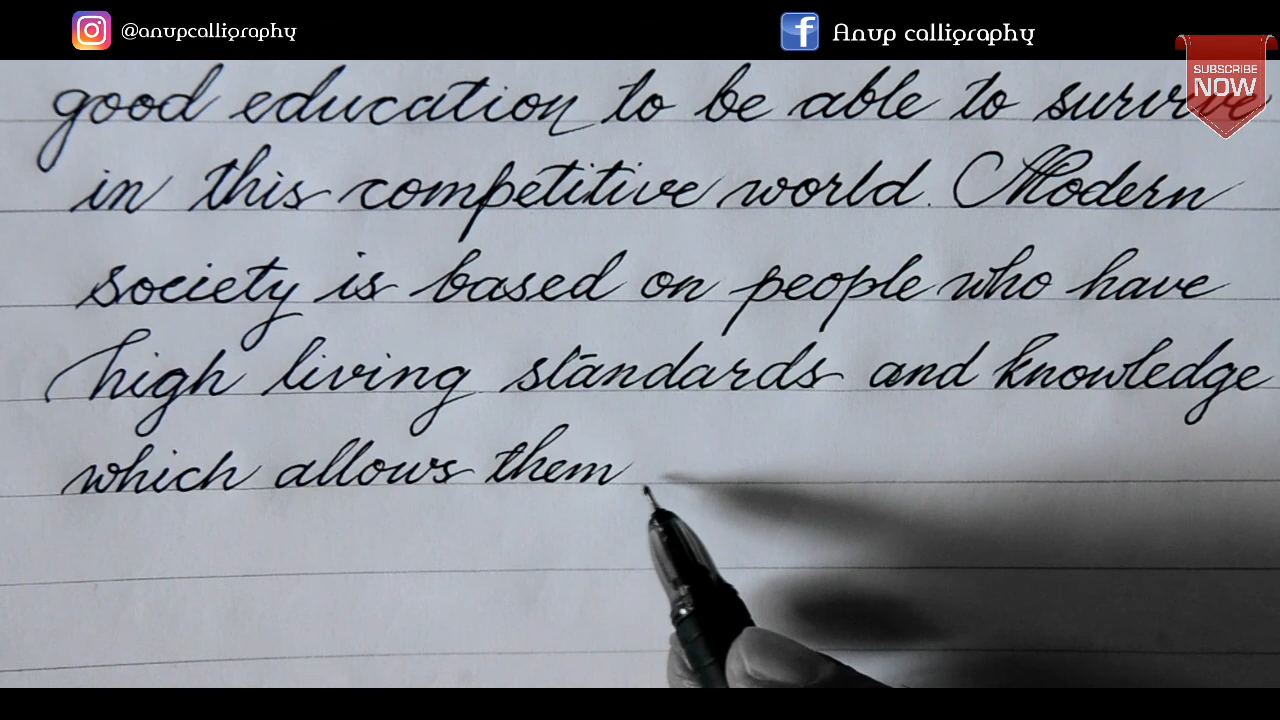 @anupcalligraphy
Anup calligraphy
SUBSCRIBE
NOW
good education to be able to survive
in this competitive world. Modern
society is based on people who have
high living standards and knowledge
which allows them